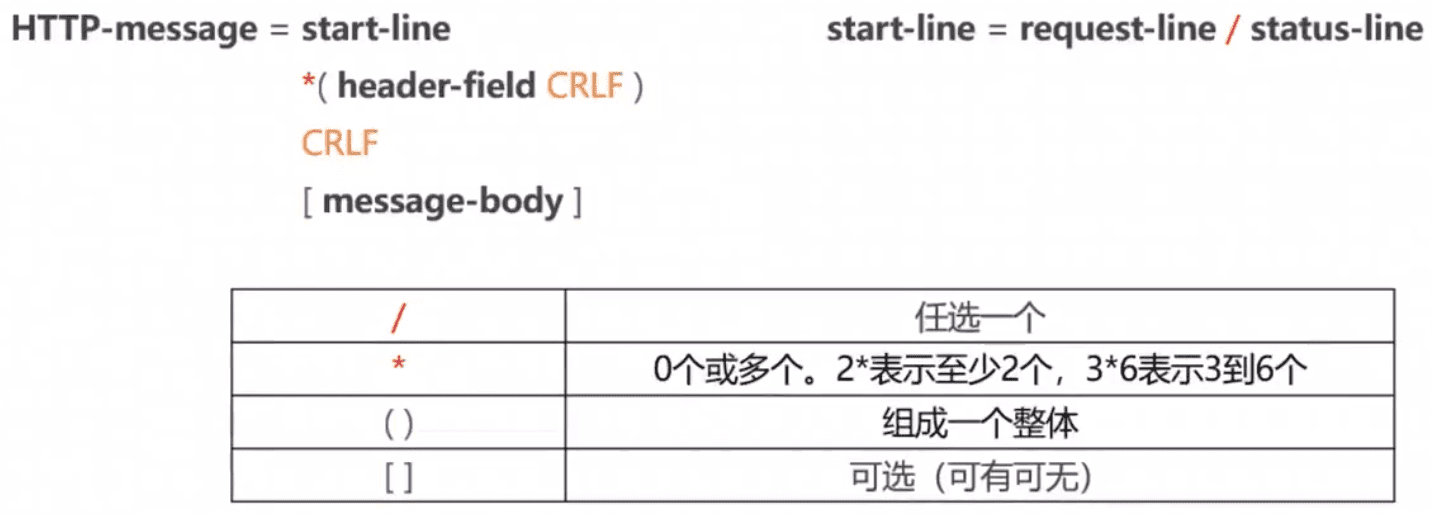 HTTP-message = start-line
start-line = request-line / status-line
*( header-field CRLF )
CRLF
[ message-body ]
/ 任选一个
* 0个或多个。2*表示至少2个，3*6表示3到6个
( ) 组成一个整体
[ ] 可选（可有可无）